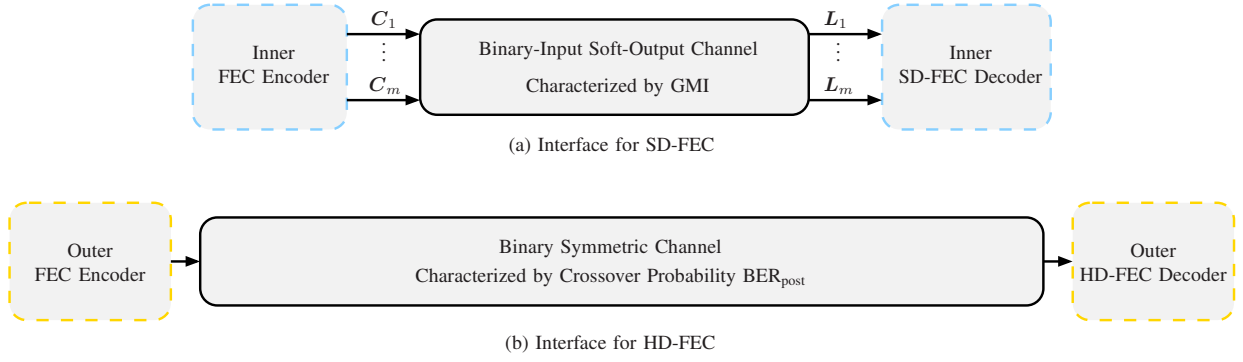 Inner
FEC Encoder
C₁
⋮
Cₘ
Binary-Input Soft-Output Channel
Characterized by GMI
L₁
⋮
Lₘ
Inner
SD-FEC Decoder
(a) Interface for SD-FEC
Outer
FEC Encoder
Binary Symmetric Channel
Characterized by Crossover Probability BERpost
Outer
HD-FEC Decoder
(b) Interface for HD-FEC